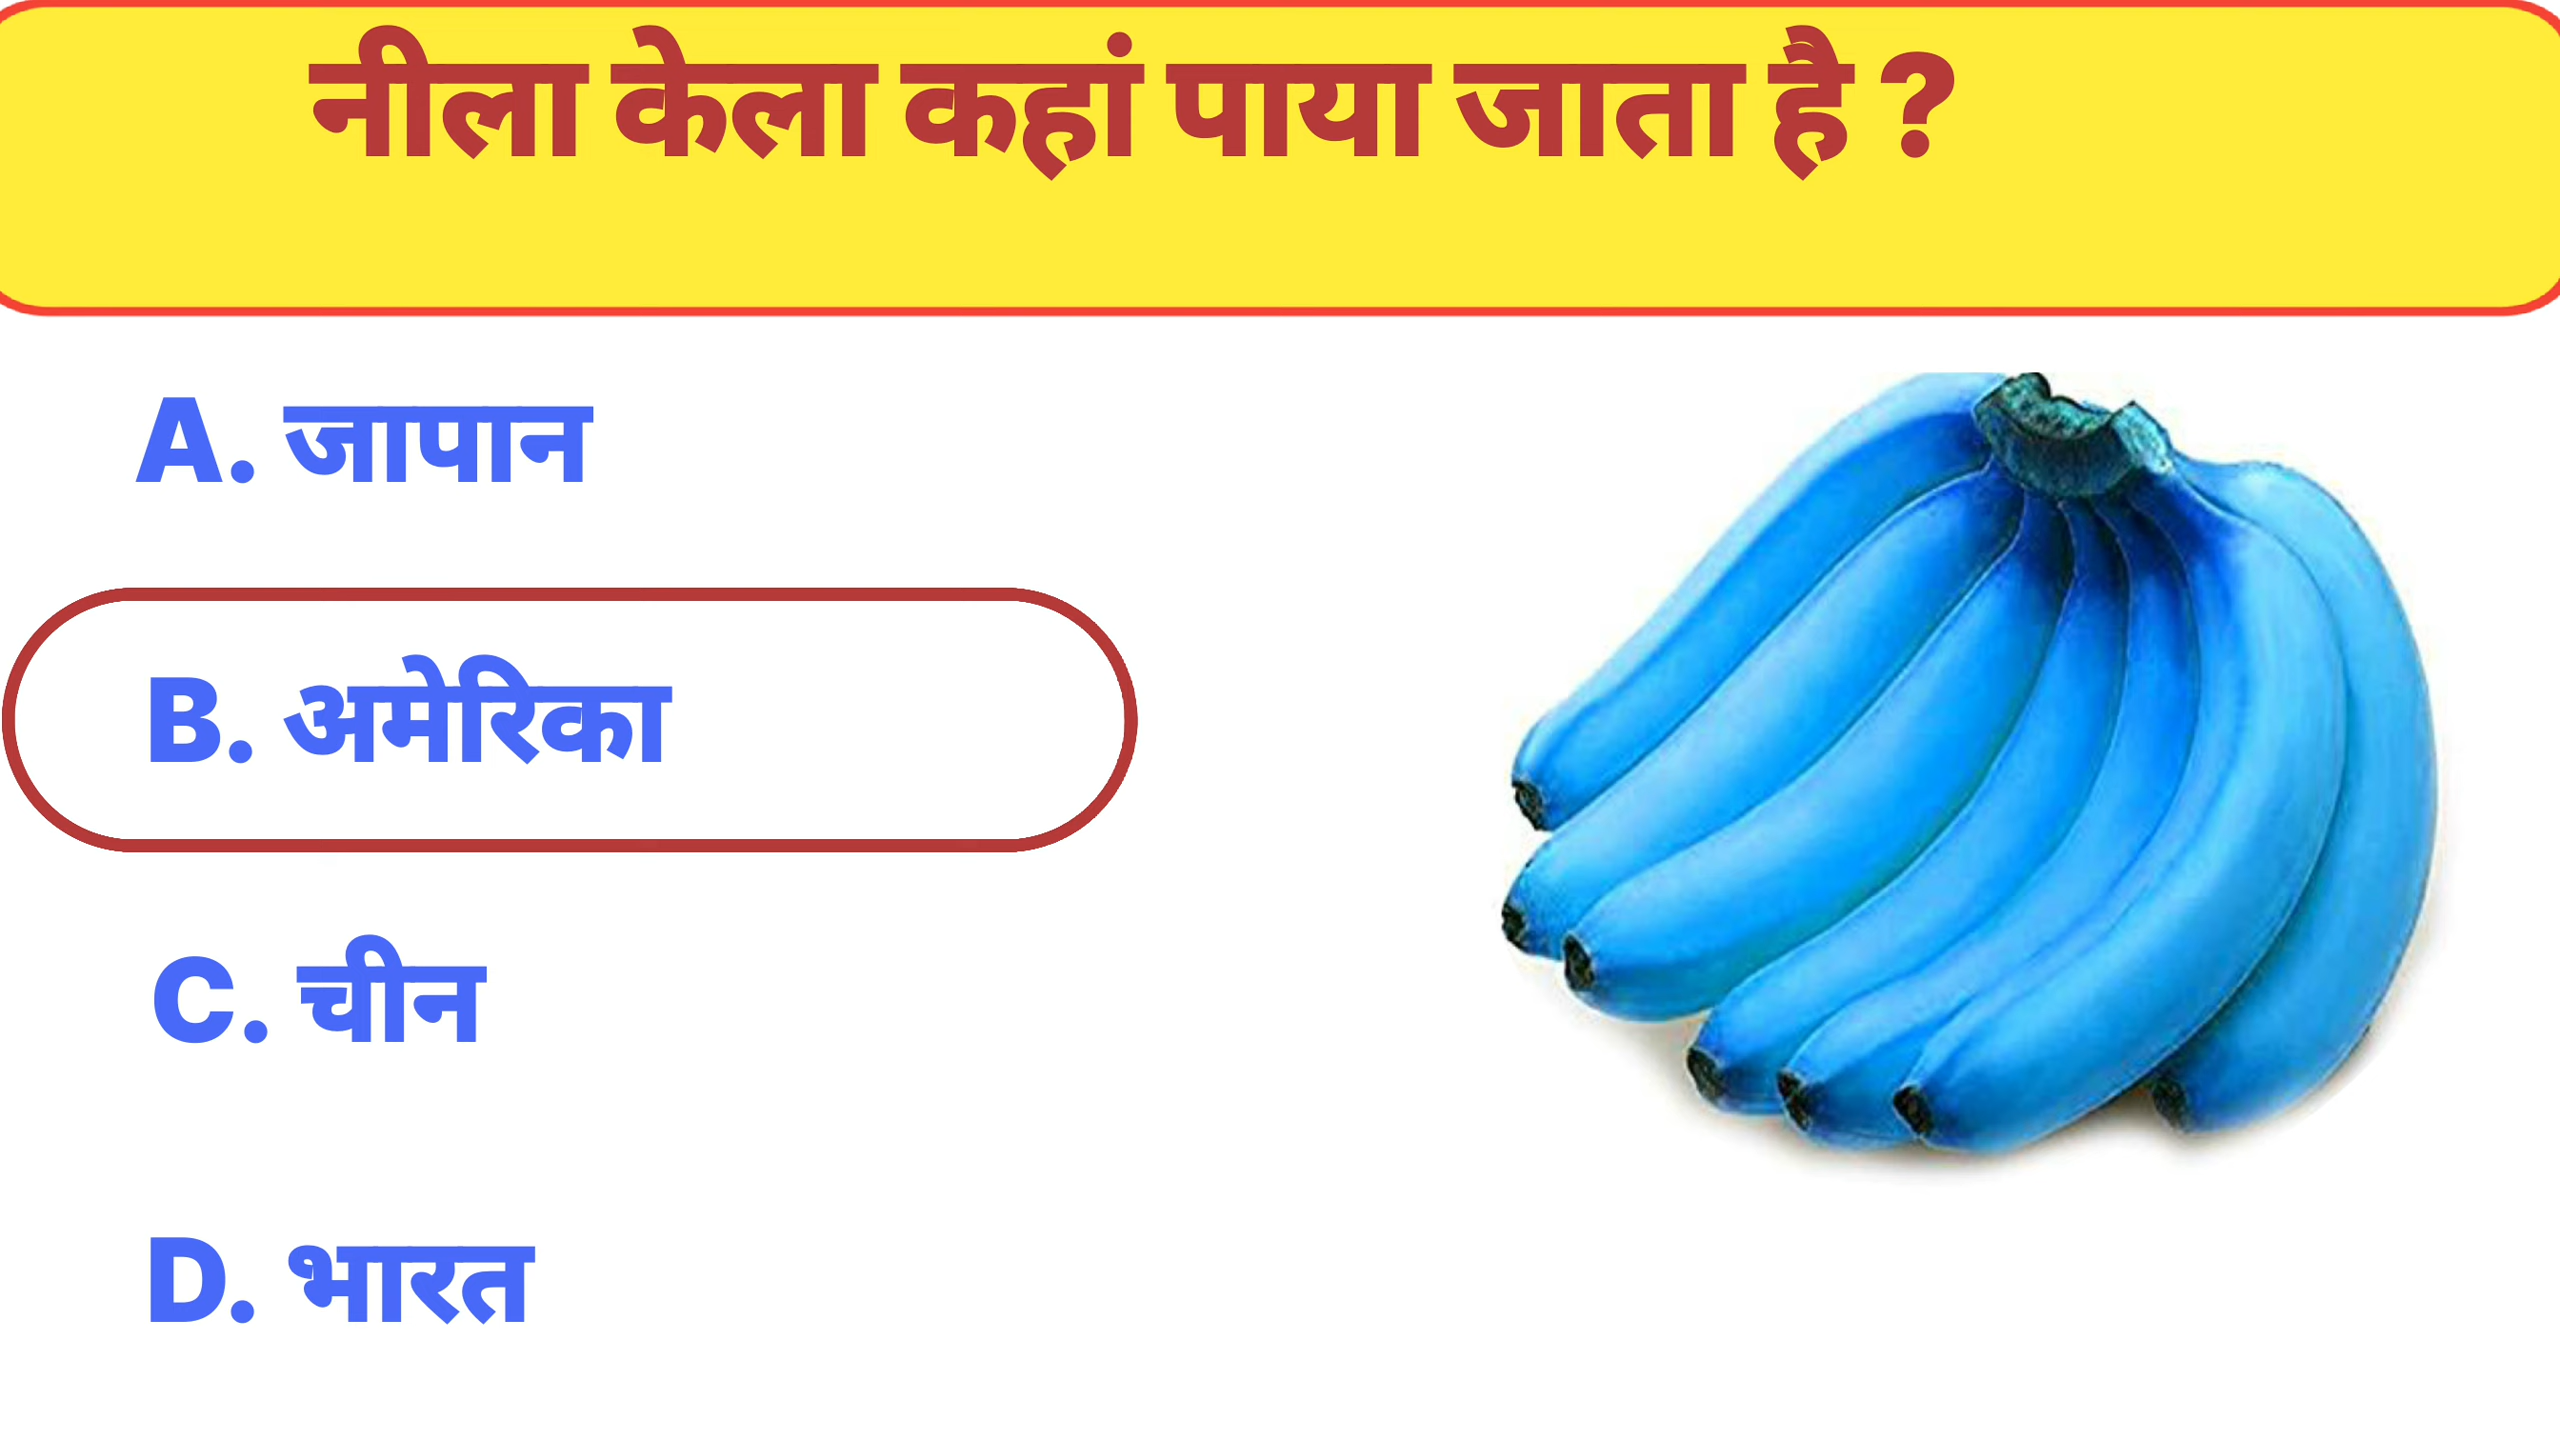 नीला केला कहां पाया जाता है ?
A. जापान
B. अमेरिका
C. चीन
D. भारत